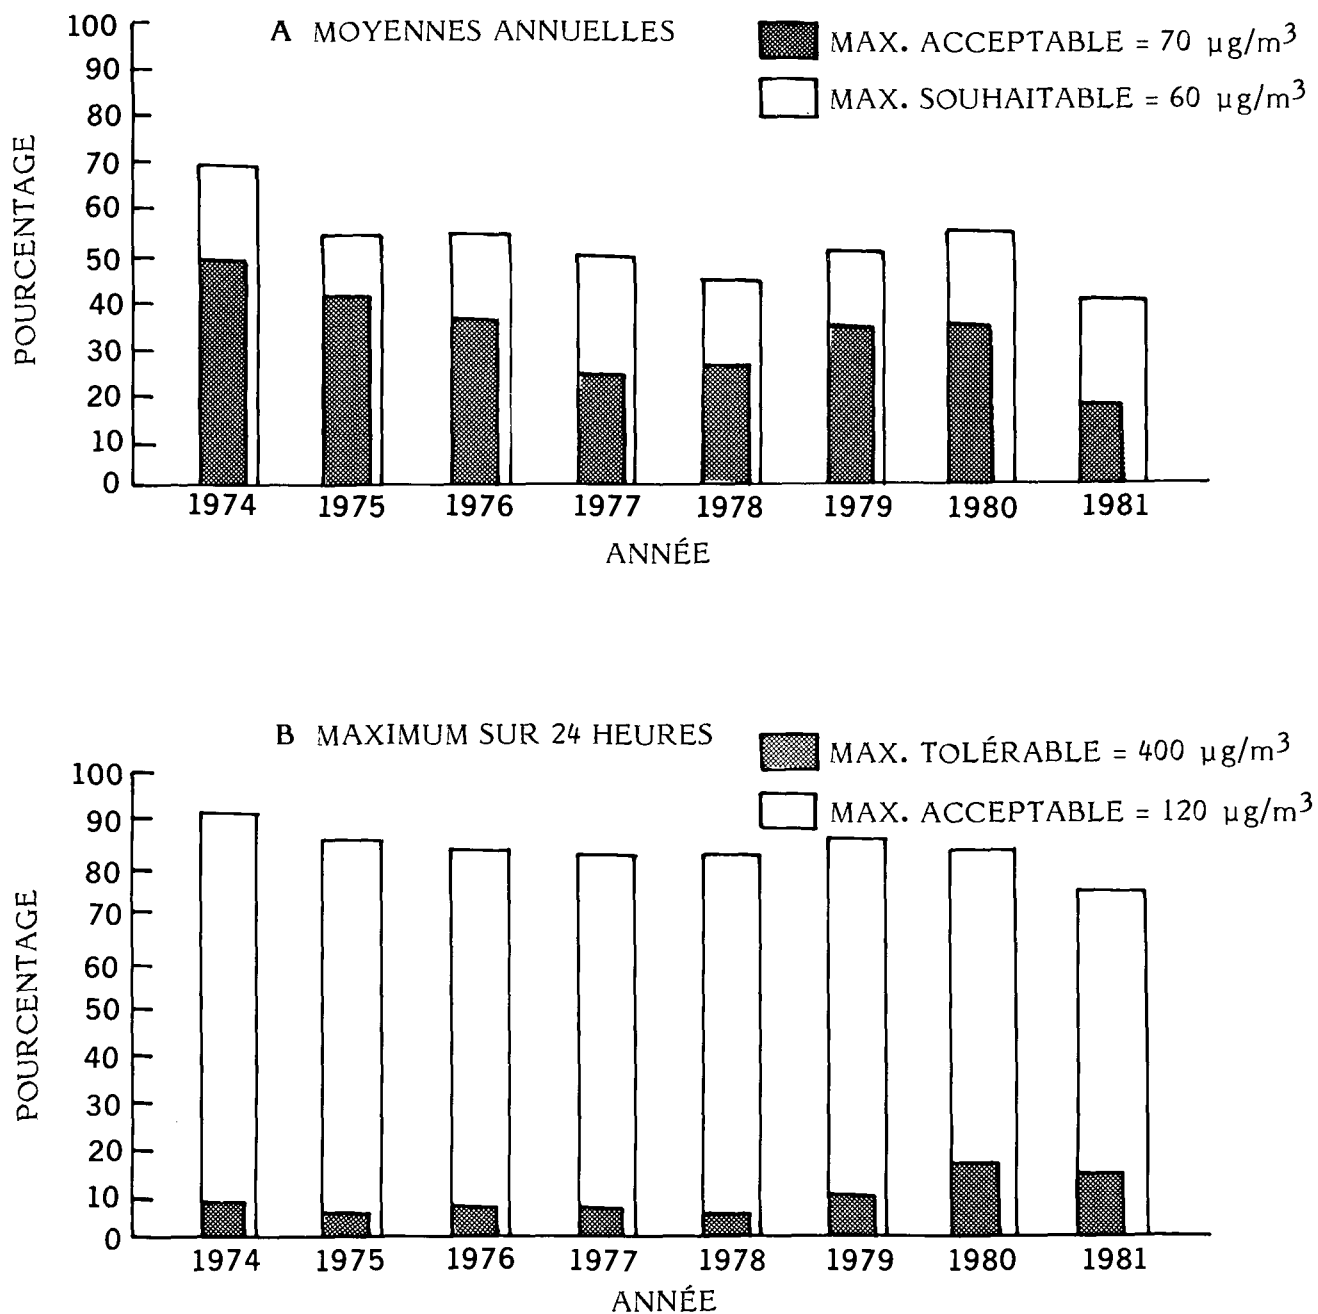 A MOYENNES ANNUELLES
MAX. ACCEPTABLE = 70 µg/m³
MAX. SOUHAITABLE = 60 µg/m³
POURCENTAGE
100
90
80
70
60
50
40
30
20
10
0
1974 1975 1976 1977 1978 1979 1980 1981
ANNÉE
B MAXIMUM SUR 24 HEURES
MAX. TOLÉRABLE = 400 µg/m³
MAX. ACCEPTABLE = 120 µg/m³
POURCENTAGE
100
90
80
70
60
50
40
30
20
10
0
1974 1975 1976 1977 1978 1979 1980 1981
ANNÉE